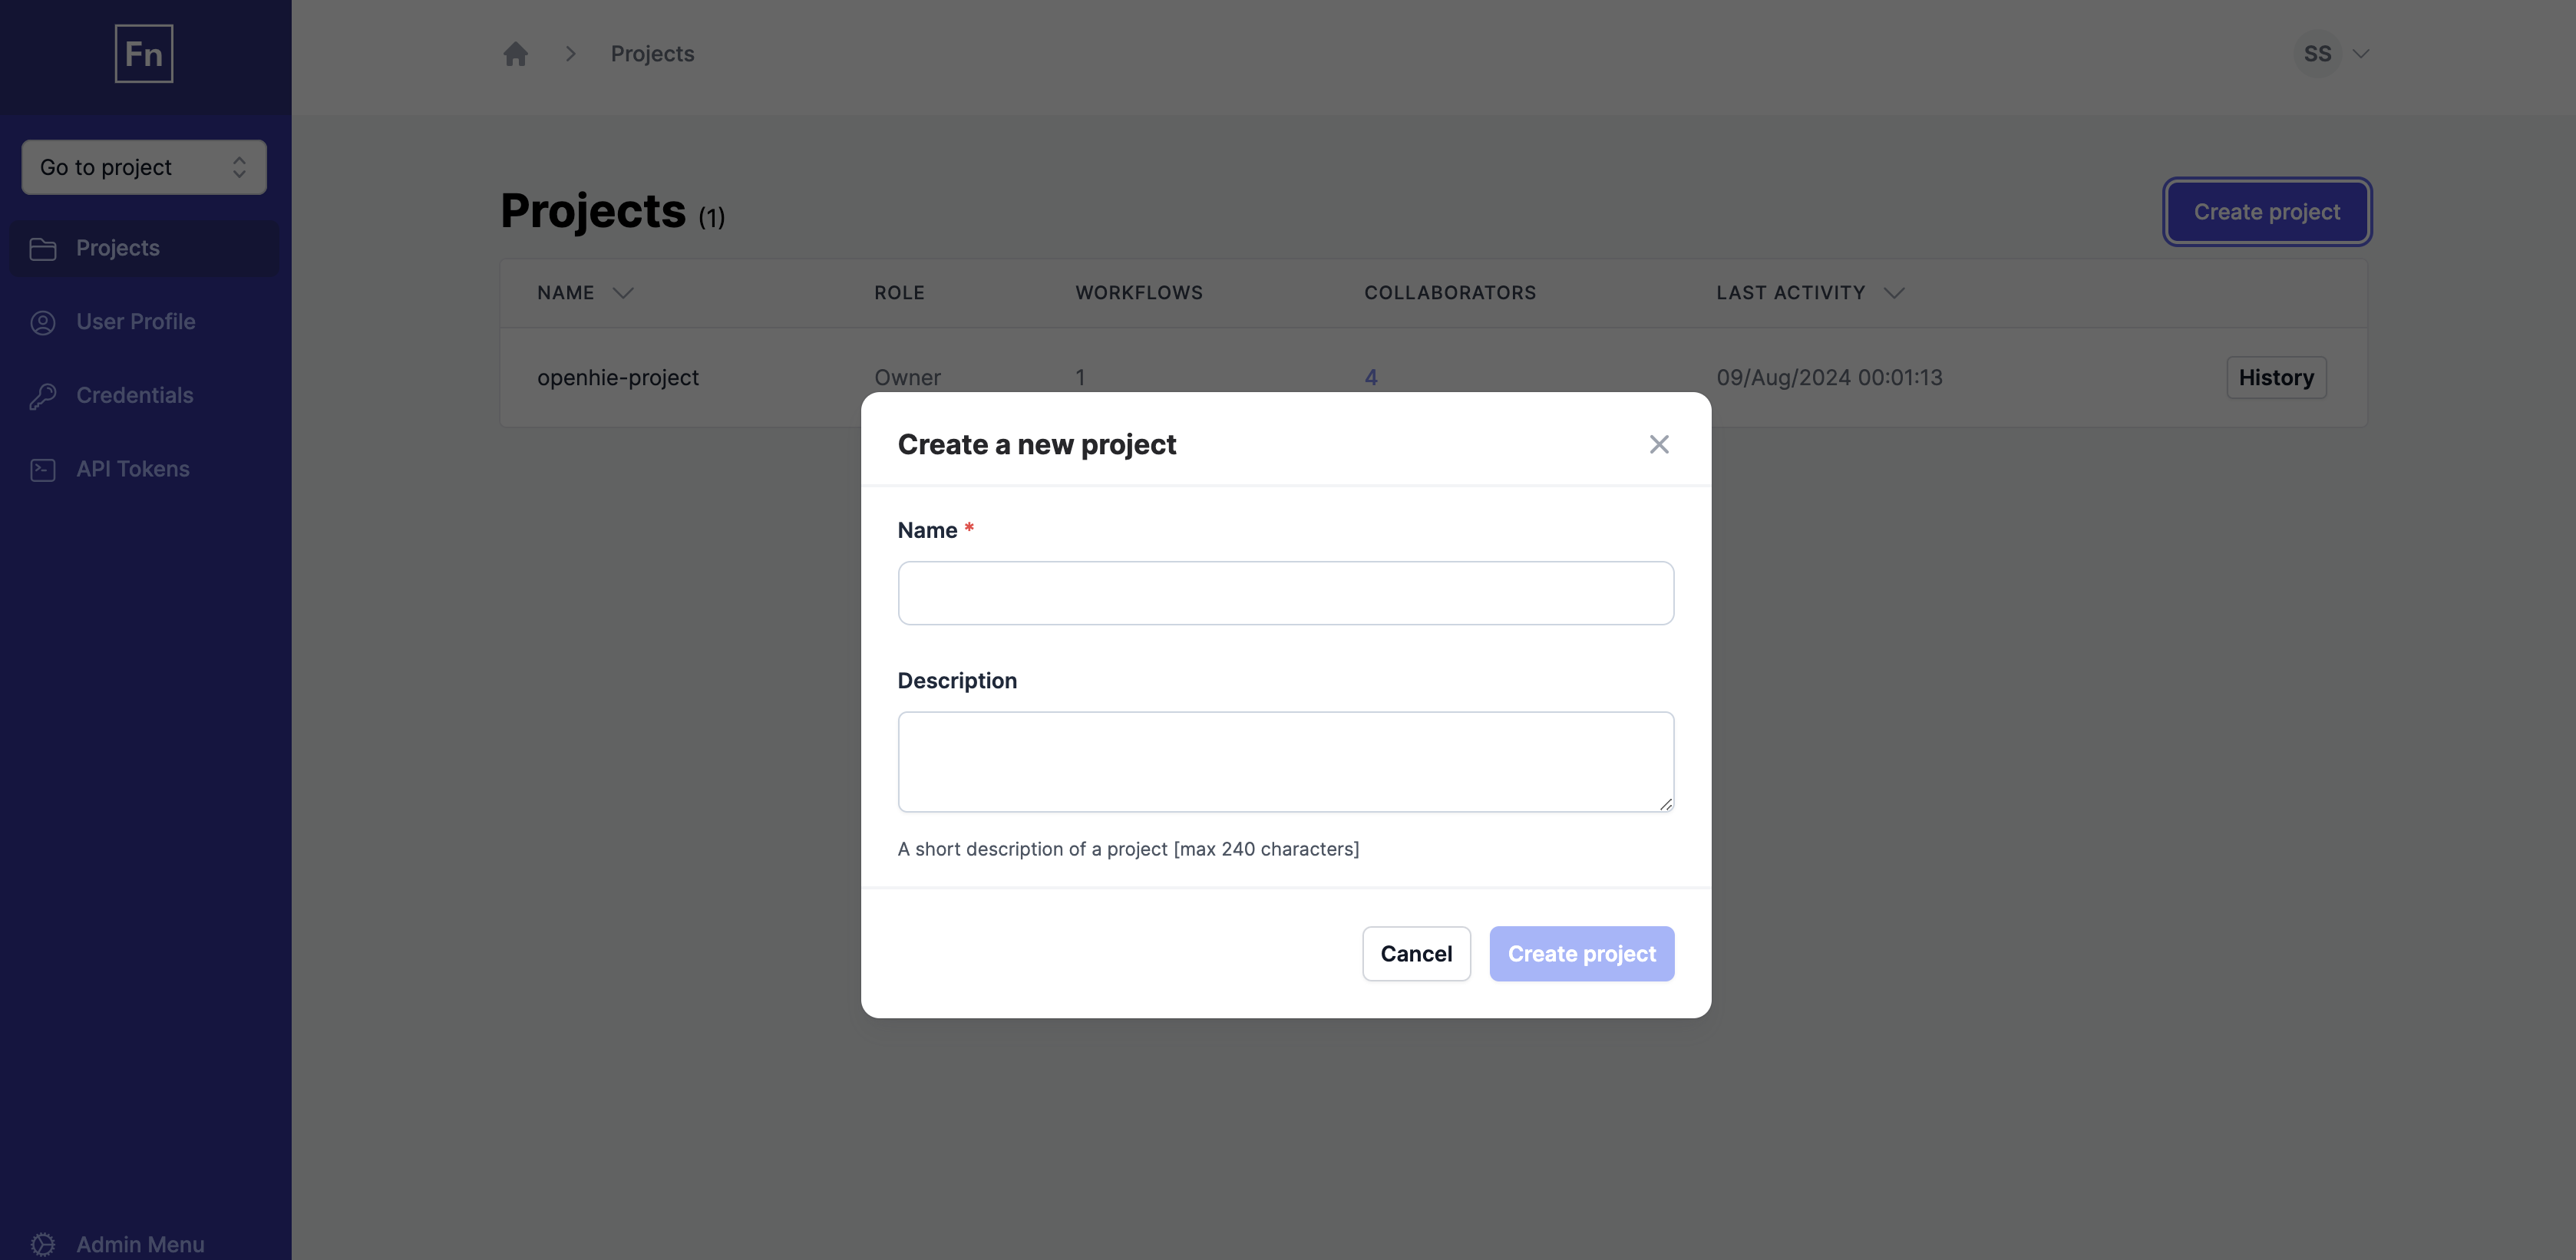 Fn
Projects
SS
Go to project
Projects
User Profile
Credentials
API Tokens
Admin Menu
Projects (1)
Create project
NAME ROLE WORKFLOWS COLLABORATORS LAST ACTIVITY
openhie-project Owner 1 4 09/Aug/2024 00:01:13 History
Create a new project
Name *
Description
A short description of a project [max 240 characters]
Cancel Create project